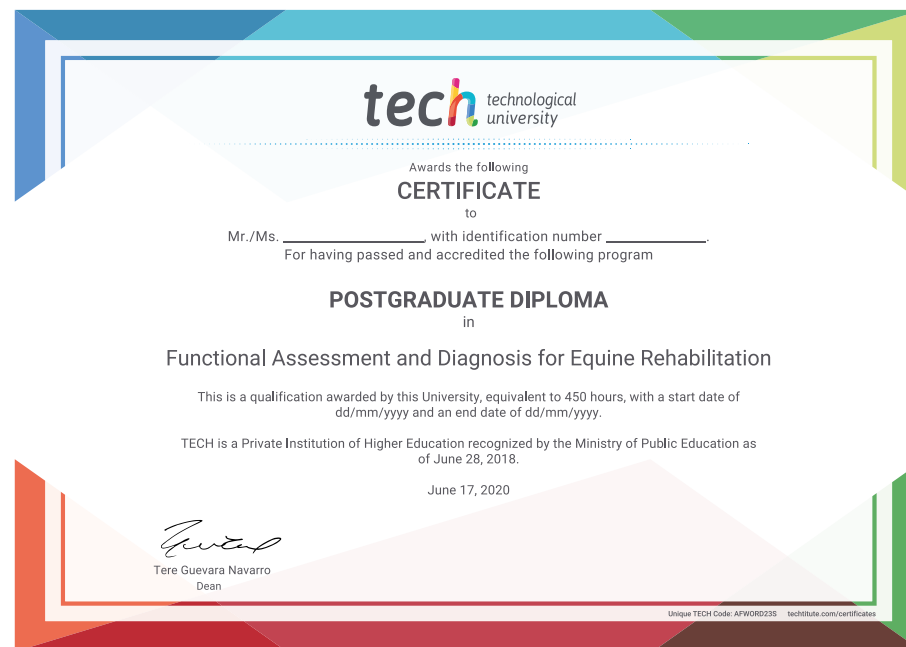 tech technological
university
Awards the following
CERTIFICATE
to
Mr./Ms. ____________________, with identification number ______________.
For having passed and accredited the following program
POSTGRADUATE DIPLOMA
in
Functional Assessment and Diagnosis for Equine Rehabilitation
This is a qualification awarded by this University, equivalent to 450 hours, with a start date of
dd/mm/yyyy and an end date of dd/mm/yyyy.
TECH is a Private Institution of Higher Education recognized by the Ministry of Public Education as
of June 28, 2018.
June 17, 2020
Tere Guevara Navarro
Dean
Unique TECH Code: AFWORD23S techtitute.com/certificates